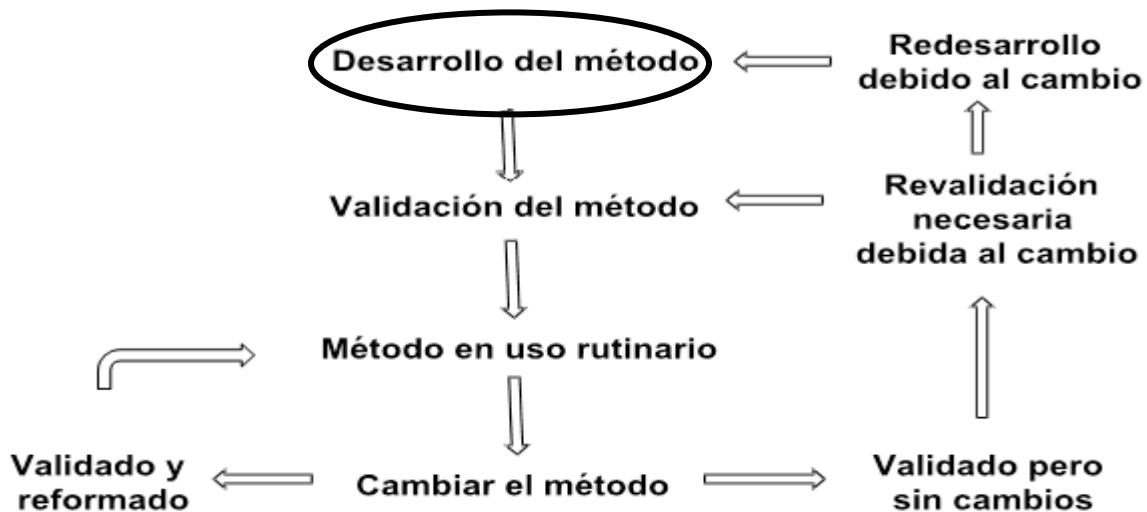 Desarrollo del método
Redesarrollo
debido al cambio
Validación del método
Revalidación
necesaria
debida al cambio
Método en uso rutinario
Validado y
reformado
Cambiar el método
Validado pero
sin cambios